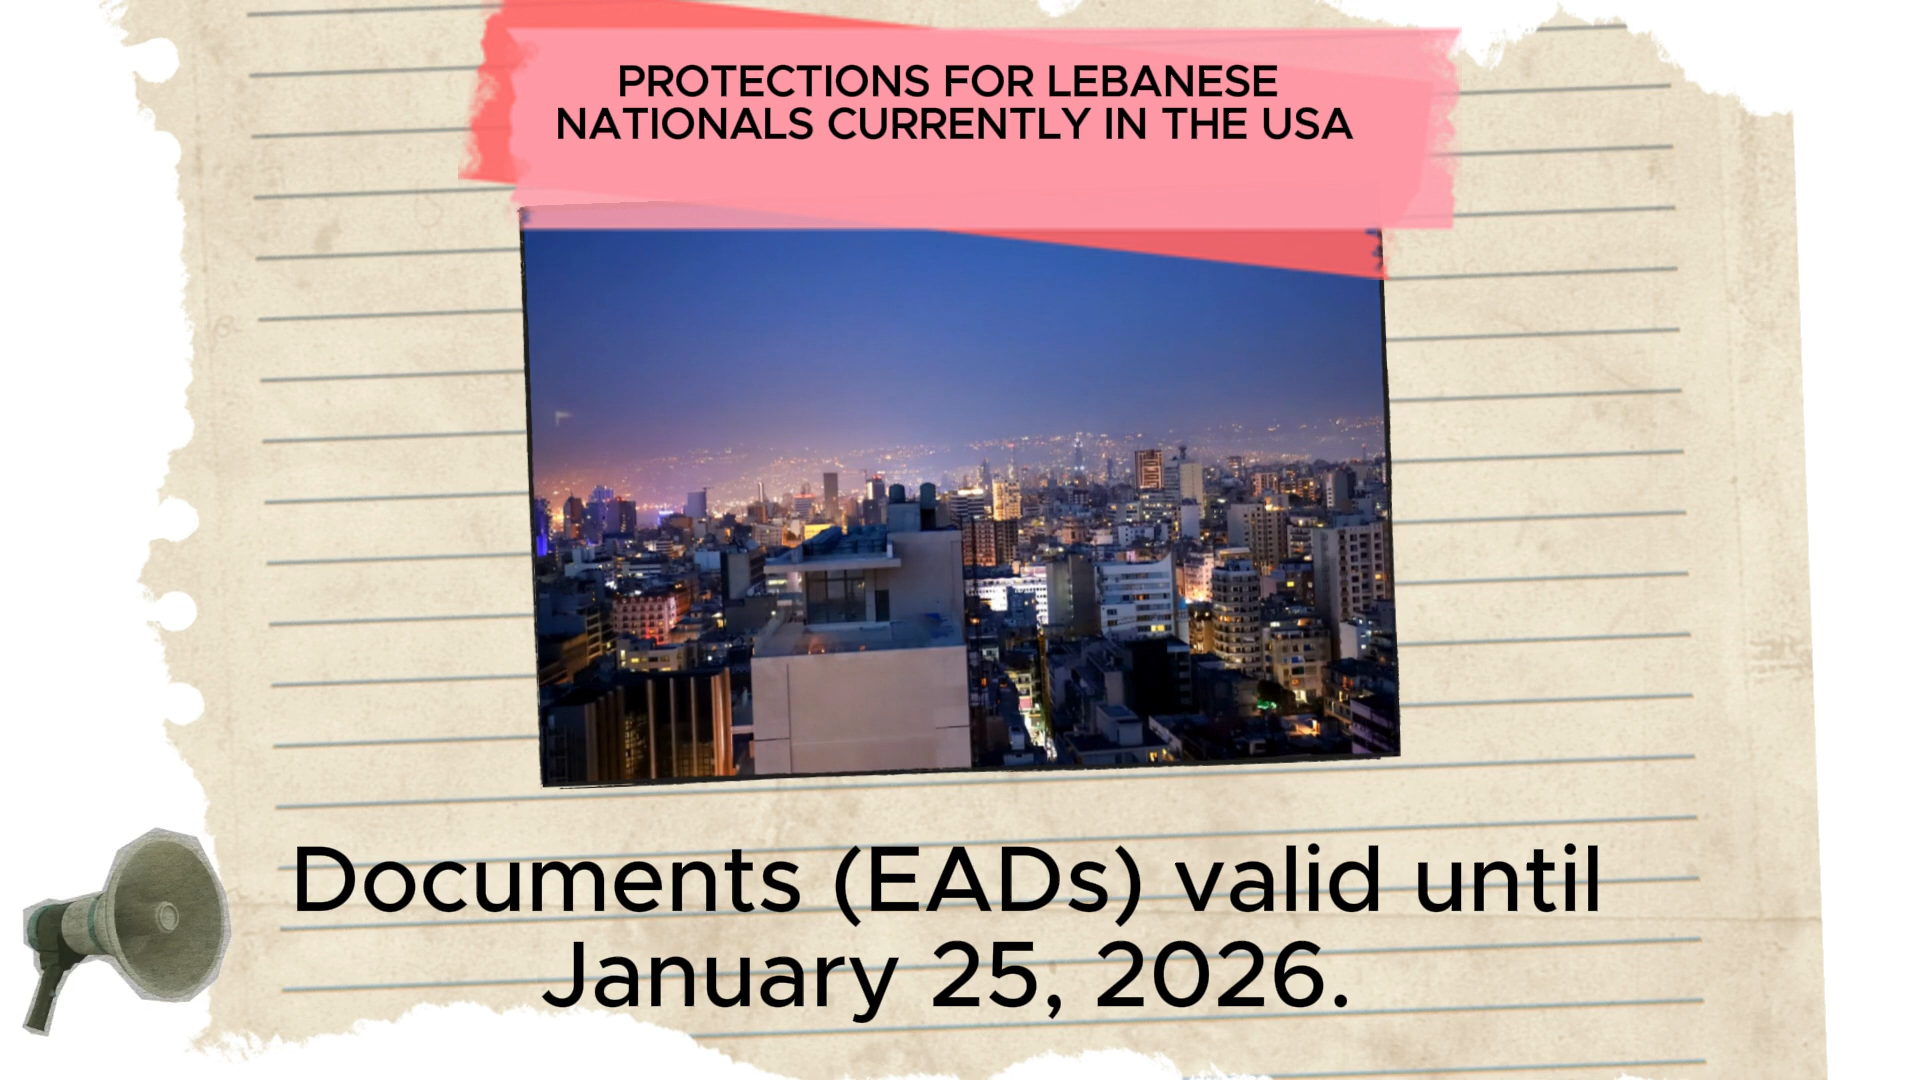 PROTECTIONS FOR LEBANESE
NATIONALS CURRENTLY IN THE USA
Documents (EADs) valid until
January 25, 2026.